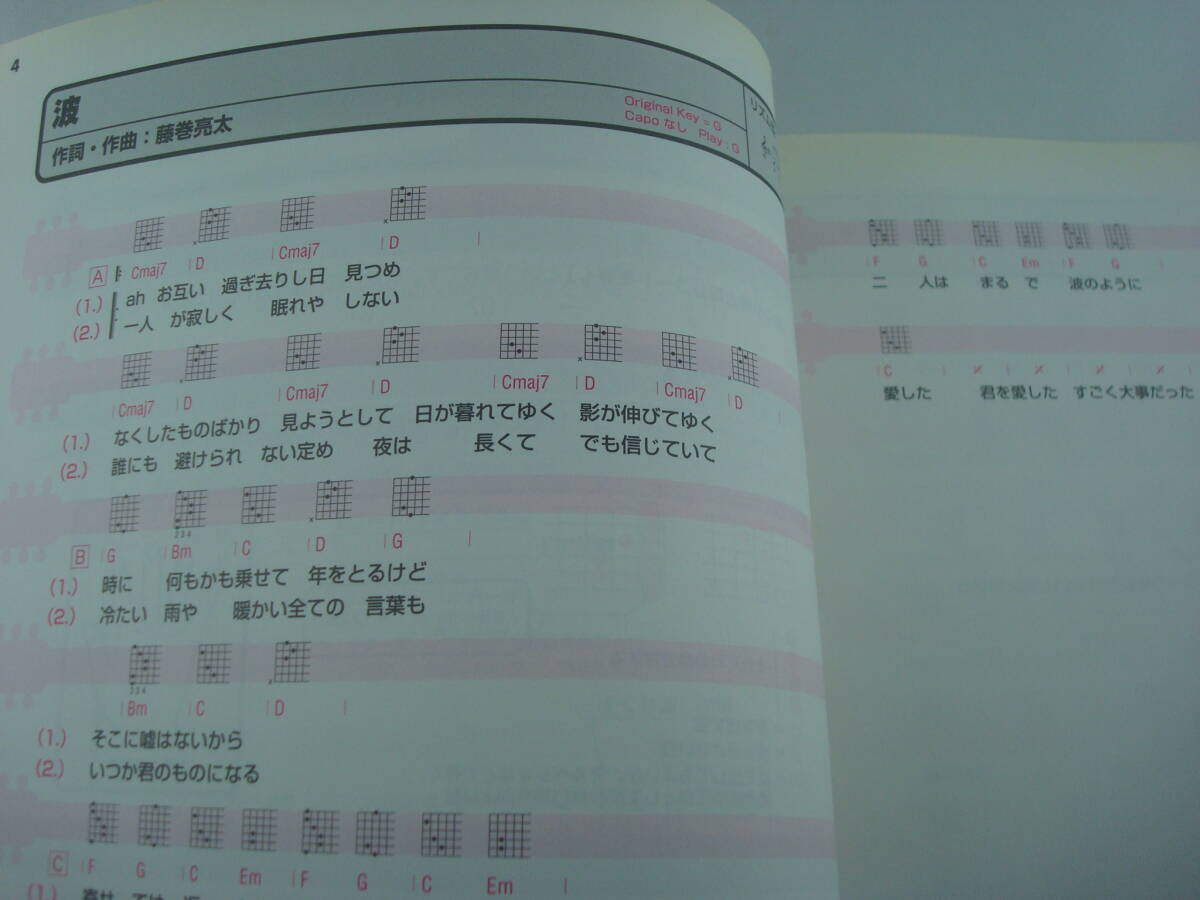 4
波
作詞・作曲：藤巻亮太
Original Key = G
Capo なし Play : G
A Cmaj7 D Cmaj7 D
(1.) ah お互い 過ぎ去りし日 見つめ
(2.) 一人 が寂しく 眠れや しない
Cmaj7 D Cmaj7 D Cmaj7 D Cmaj7 D
(1.) なくしたものばかり 見ようとして 日が暮れてゆく 影が伸びてゆく
(2.) 誰にも 避けられ ない定め 夜は 長くて でも信じていて
234
B G Bm C D G
(1.) 時に 何もかも乗せて 年をとるけど
(2.) 冷たい 雨や 暖かい全ての 言葉も
234
Bm C D
(1.) そこに嘘はないから
(2.) いつか君のものになる
C F G C Em F G C Em
(1.)
F G C Em F G
二 人は まる で 波のように
C
愛した 君を愛した すごく大事だった